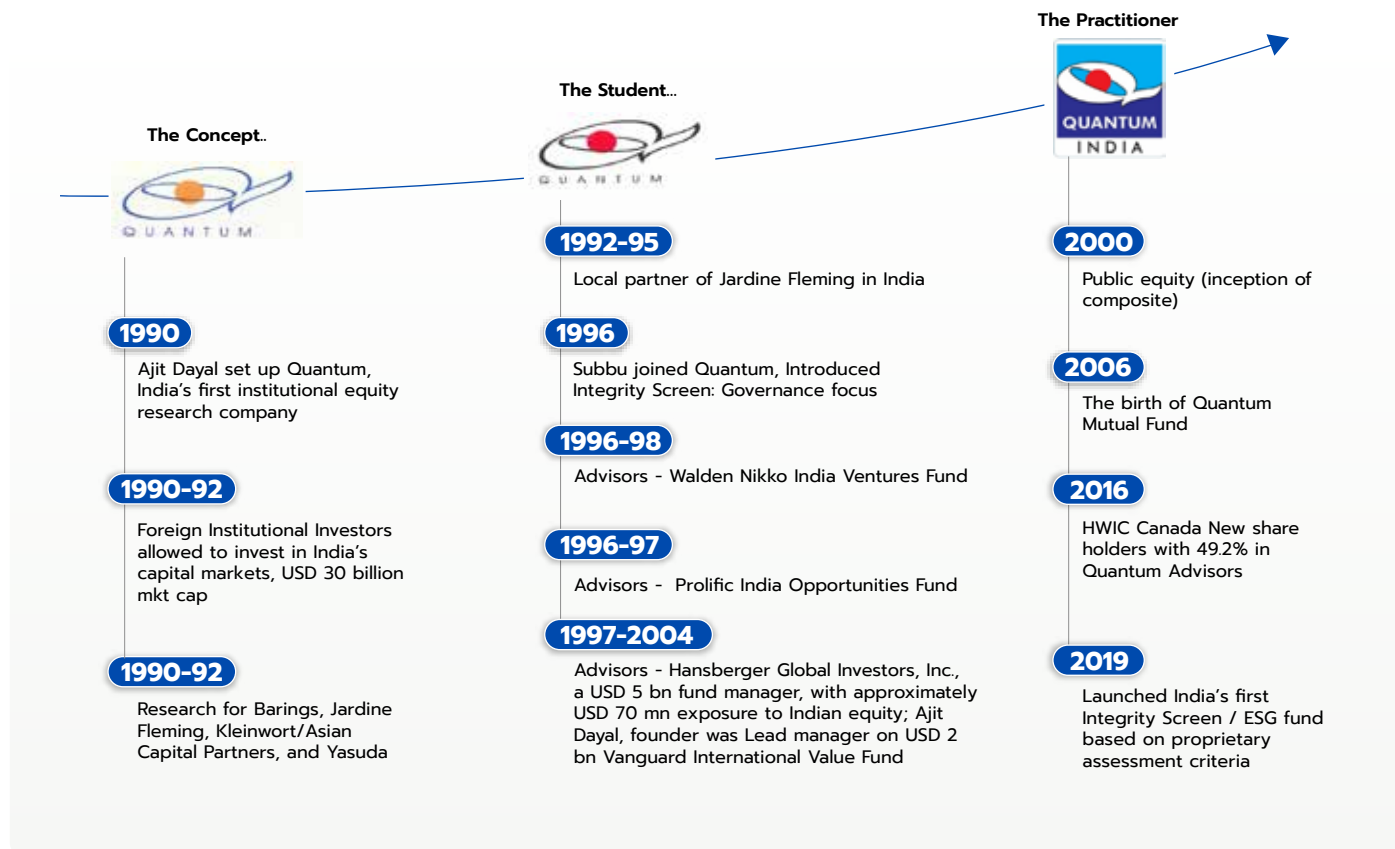 The Concept..
QUANTUM
1990
Ajit Dayal set up Quantum,
India's first institutional equity
research company
1990-92
Foreign Institutional Investors
allowed to invest in India's
capital markets, USD 30 billion
mkt cap
1990-92
Research for Barings, Jardine
Fleming, Kleinwort/Asian
Capital Partners, and Yasuda
The Student...
QUANTUM
1992-95
Local partner of Jardine Fleming in India
1996
Subbu joined Quantum, Introduced
Integrity Screen: Governance focus
1996-98
Advisors - Walden Nikko India Ventures Fund
1996-97
Advisors -  Prolific India Opportunities Fund
1997-2004
Advisors - Hansberger Global Investors, Inc.,
a USD 5 bn fund manager, with approximately
USD 70 mn exposure to Indian equity; Ajit
Dayal, founder was Lead manager on USD 2
bn Vanguard International Value Fund
The Practitioner
QUANTUM
INDIA
2000
Public equity (inception of
composite)
2006
The birth of Quantum
Mutual Fund
2016
HWIC Canada New share
holders with 49.2% in
Quantum Advisors
2019
Launched India's first
Integrity Screen / ESG fund
based on proprietary
assessment criteria